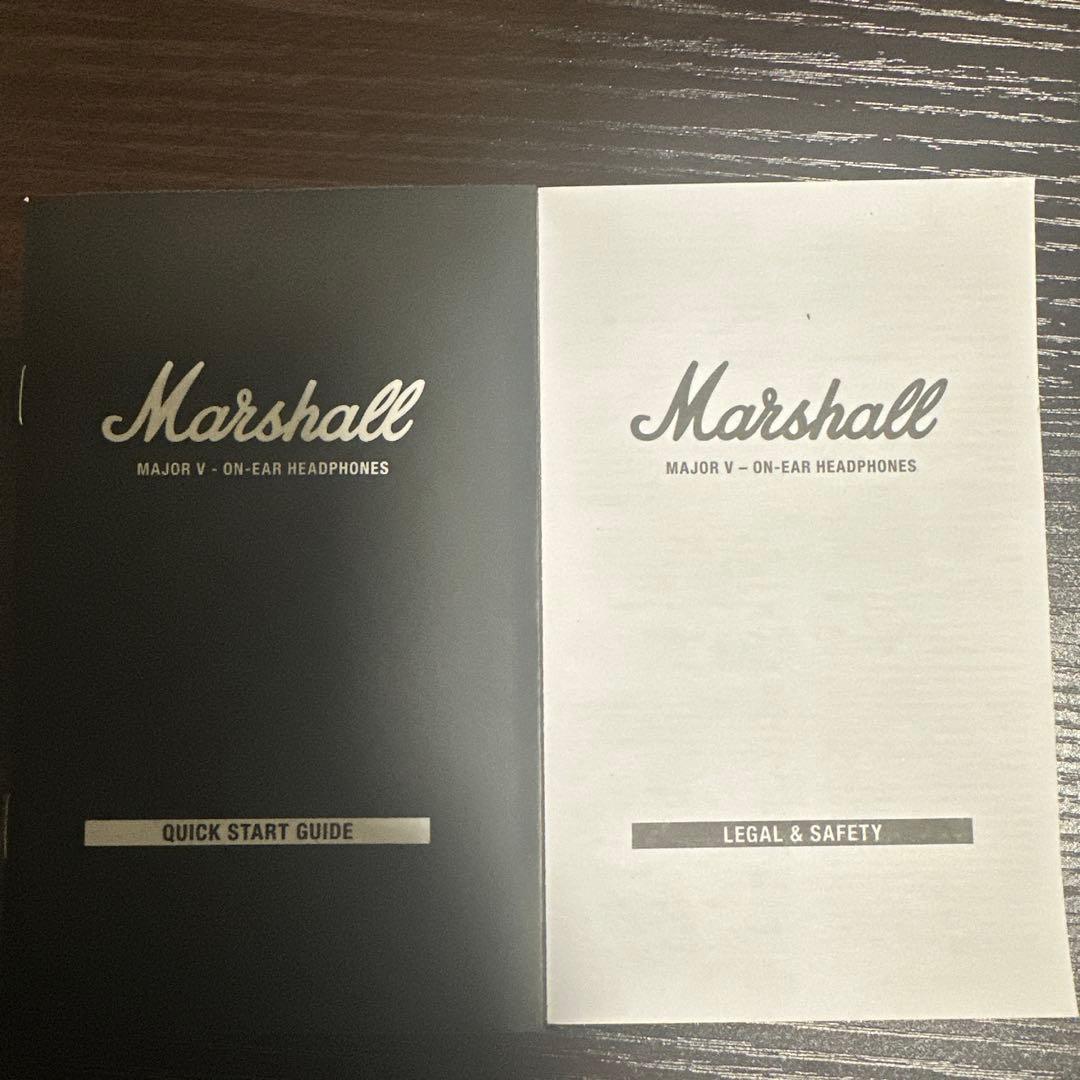 Marshall
MAJOR V - ON-EAR HEADPHONES
QUICK START GUIDE
Marshall
MAJOR V – ON-EAR HEADPHONES
LEGAL & SAFETY